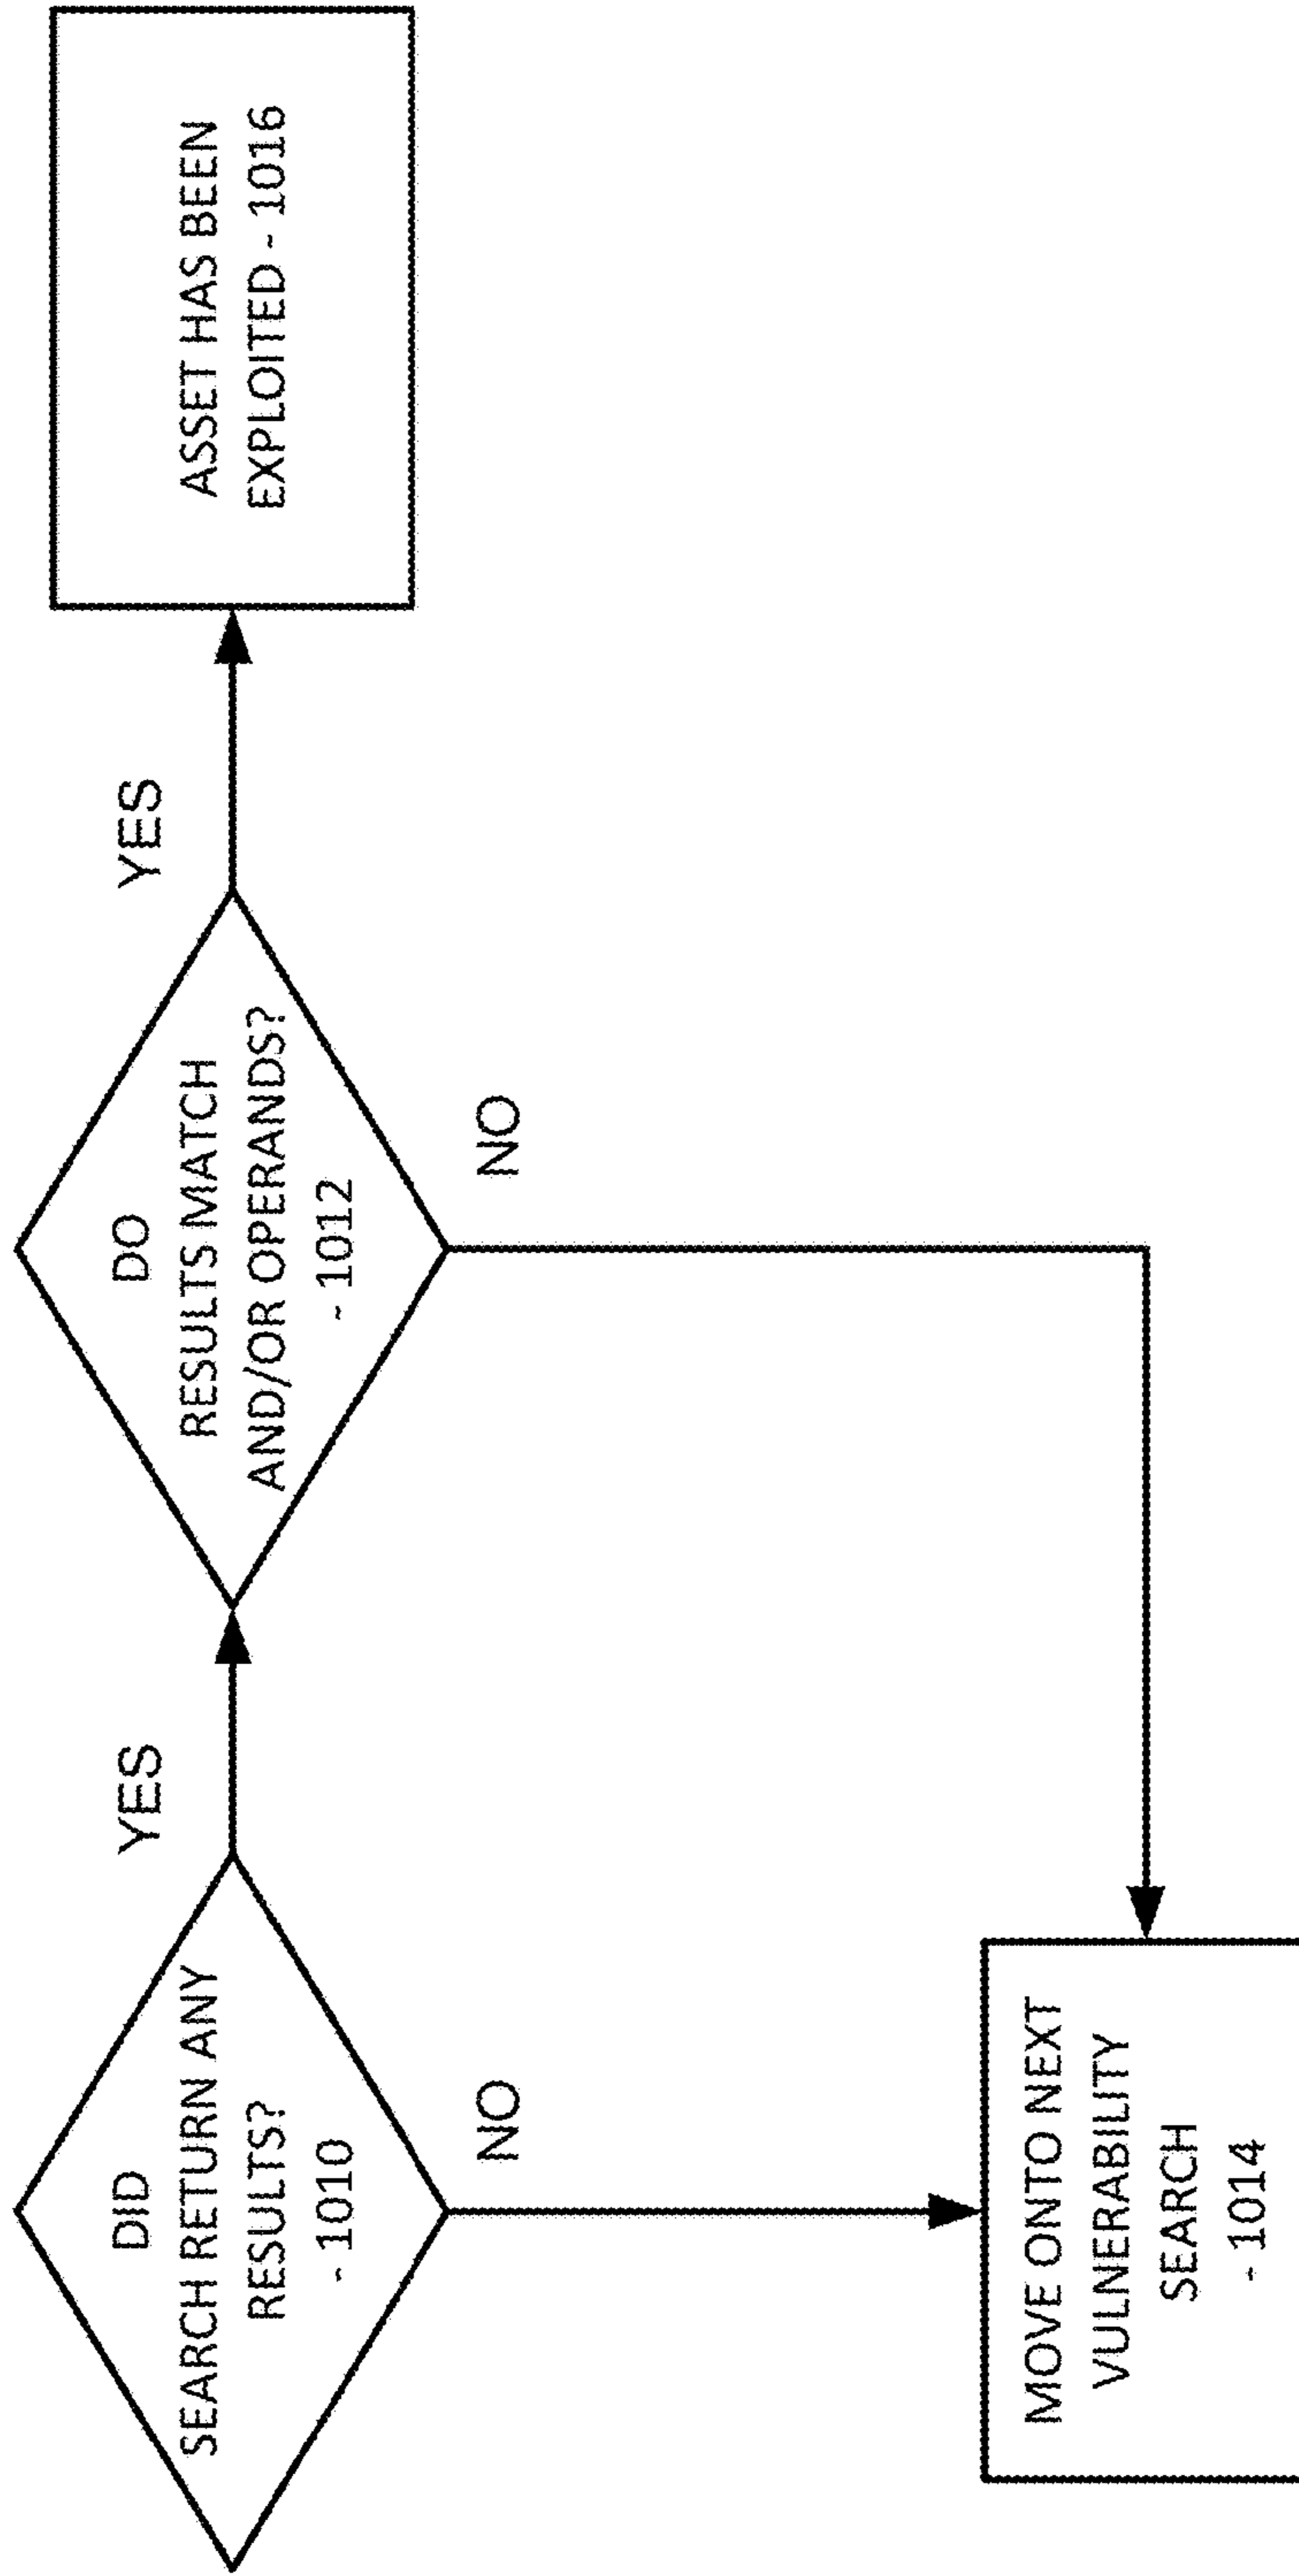 DID
SEARCH RETURN ANY
RESULTS?
- 1010
YES
NO
DO
RESULTS MATCH
AND/OR OPERANDS?
- 1012
YES
NO
ASSET HAS BEEN
EXPLOITED - 1016
MOVE ONTO NEXT
VULNERABILITY
SEARCH
- 1014